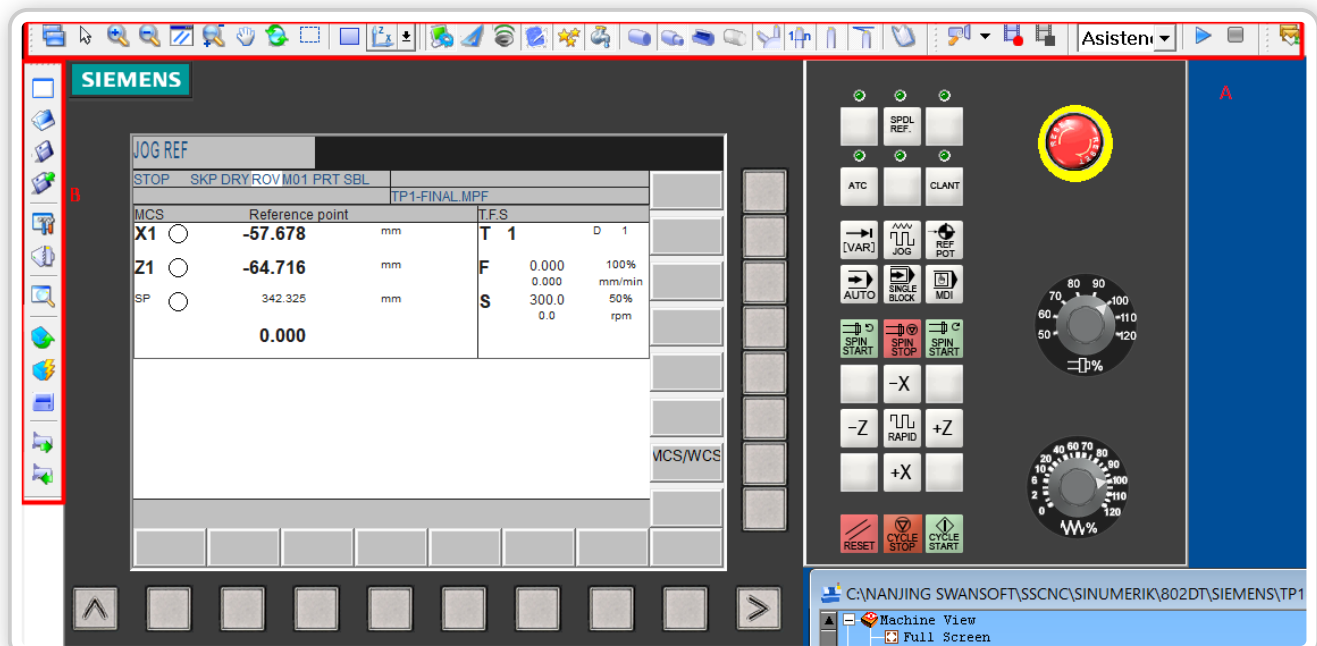 Asisten
A
SIEMENS
B
JOG REF
STOP SKP DRY ROV M01 PRT SBL
TP1-FINAL.MPF
MCS Reference point T.F.S
X1 -57.678 mm T 1 D 1
Z1 -64.716 mm F 0.000 100%
0.000 mm/min
SP 342.325 mm S 300.0 50%
0.0 rpm
0.000
MCS/WCS
SPDL
REF.
ATC CLANT
[VAR] JOG REF
POT
AUTO SINGLE
BLOCK MDI
SPIN
START SPIN
STOP SPIN
START
-X
-Z RAPID +Z
+X
RESET CYCLE
STOP CYCLE
START
RESET RESET
50 60 70 80 90 100 110 120
%
0 2 6 10 20 40 60 70 80 90 100 110 120
%
C:\NANJING SWANSOFT\SSCNC\SINUMERIK\802DT\SIEMENS\TP1
Machine View
Full Screen